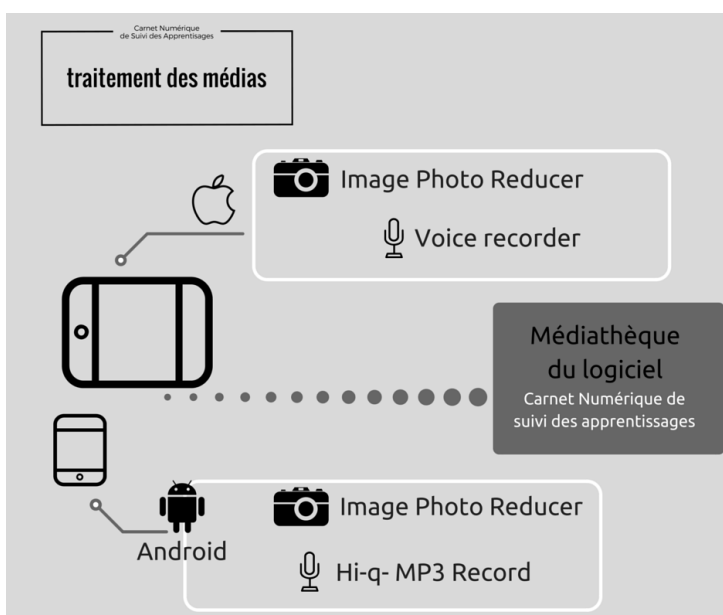 Carnet Numérique
de Suivi des Apprentisages
traitement des médias
Image Photo Reducer
Voice recorder
Médiathèque
du logiciel
Carnet Numérique de
suivi des apprentissages
Image Photo Reducer
Android
Hi-q- MP3 Record